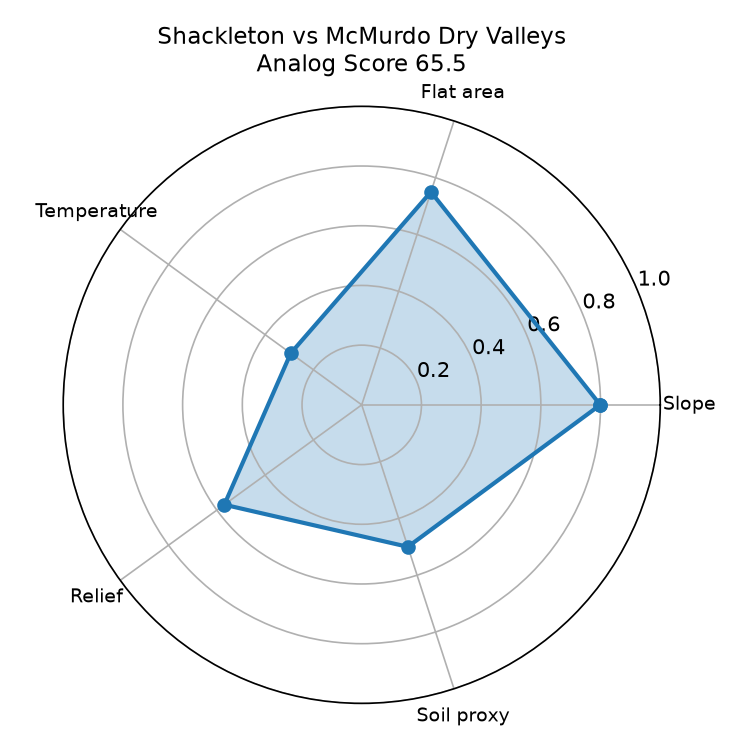 Shackleton vs McMurdo Dry Valleys
Analog Score 65.5
Flat area
Temperature
1.0
0.8
0.6
0.4
0.2
Slope
Relief
Soil proxy